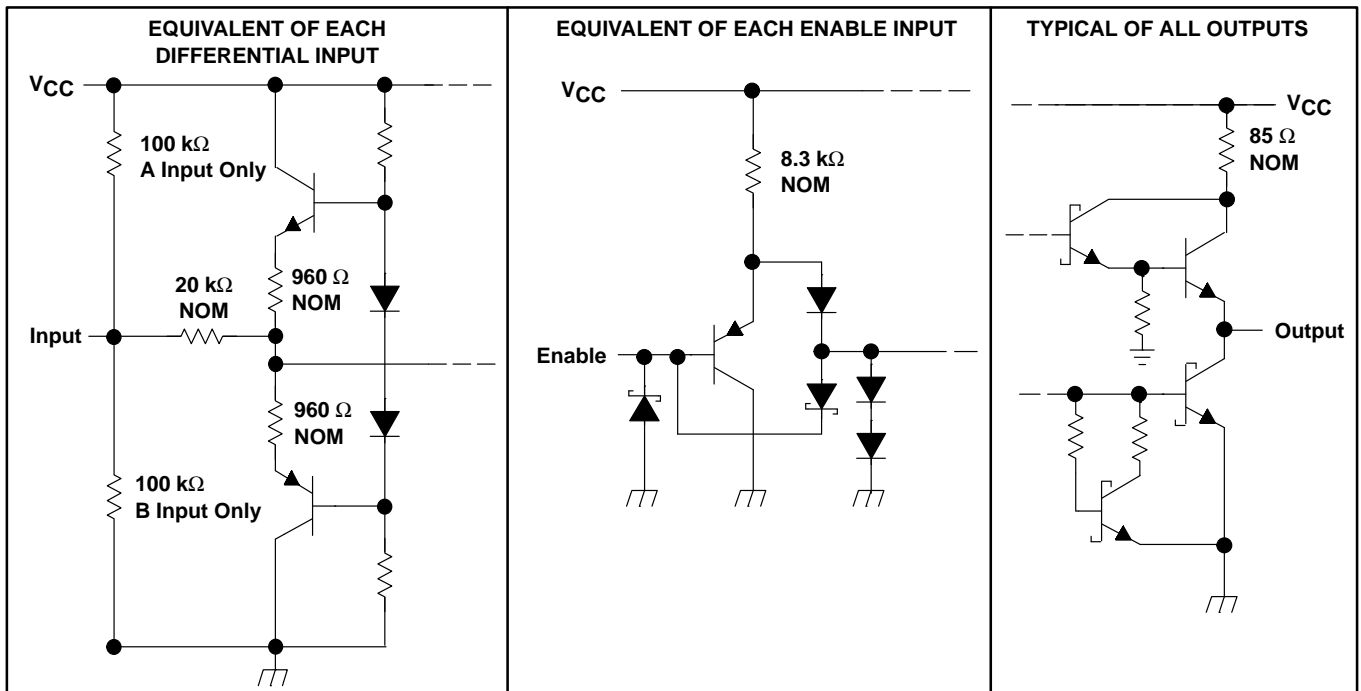 EQUIVALENT OF EACH
DIFFERENTIAL INPUT
VCC
100 kΩ
A Input Only
20 kΩ
NOM
960 Ω
NOM
Input
960 Ω
NOM
100 kΩ
B Input Only
EQUIVALENT OF EACH ENABLE INPUT
VCC
8.3 kΩ
NOM
Enable
TYPICAL OF ALL OUTPUTS
VCC
85 Ω
NOM
Output